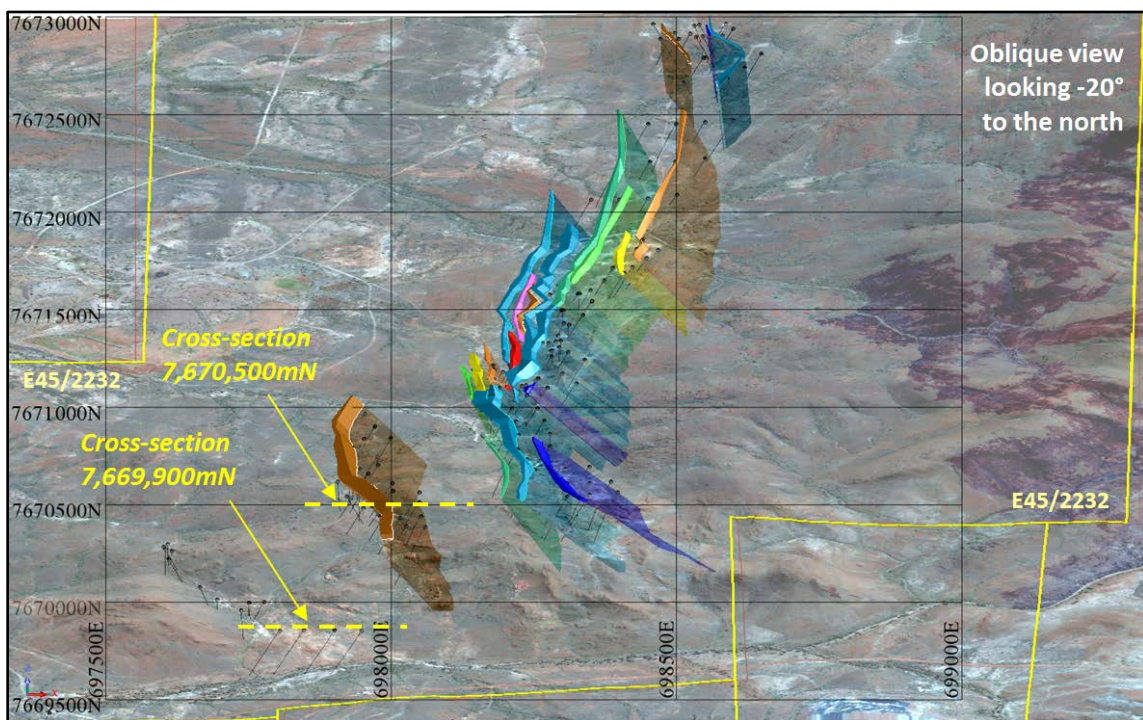 7673000N
Oblique view
looking -20°
to the north
7672500N
7672000N
7671500N
Cross-section
7,670,500mN
E45/2232
7671000N
Cross-section
7,669,900mN
7670500N
E45/2232
7670000N
697500E
698000E
698500E
699000E
7669500N